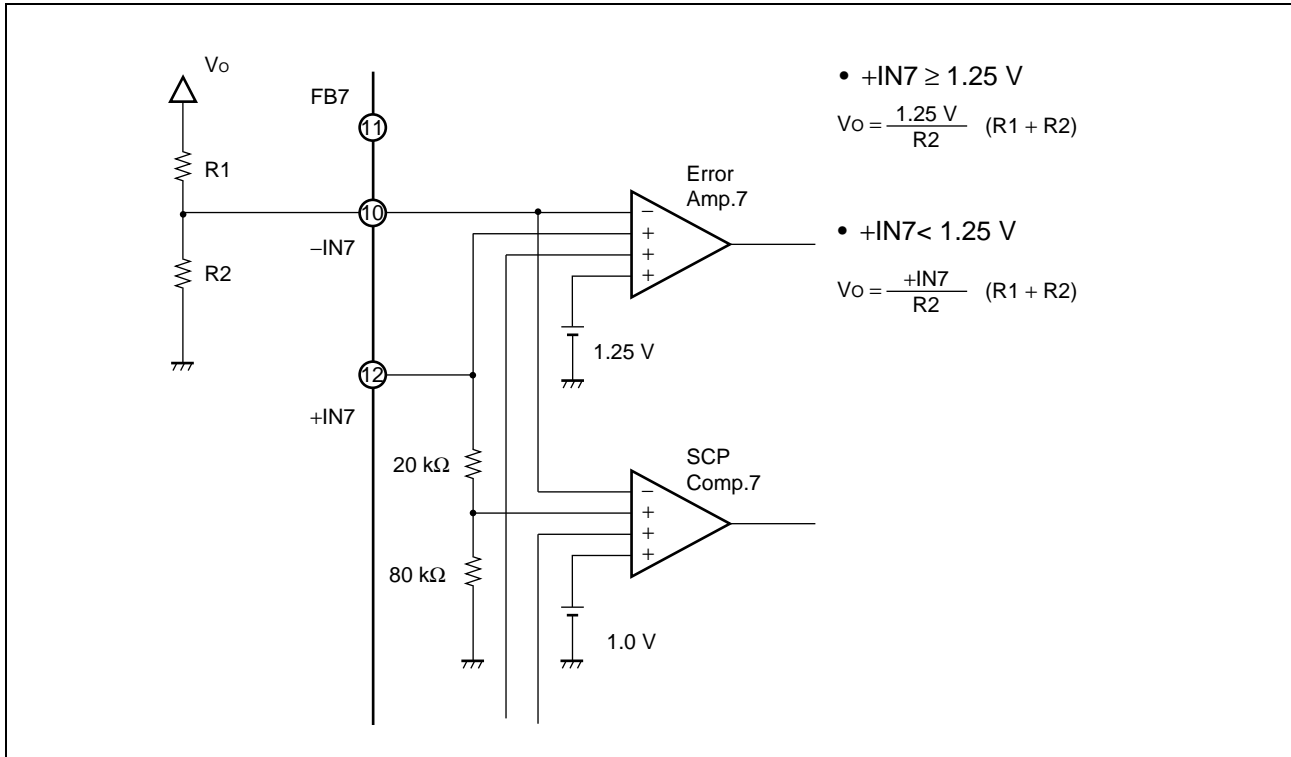 Vo
FB7
11
R1
10
−IN7
R2
12
+IN7
20 kΩ
80 kΩ
Error
Amp.7
−
+
+
+
1.25 V
SCP
Comp.7
−
+
+
+
1.0 V
• +IN7 ≥ 1.25 V
Vo = 1.25 V / R2 (R1 + R2)
• +IN7< 1.25 V
Vo = +IN7 / R2 (R1 + R2)